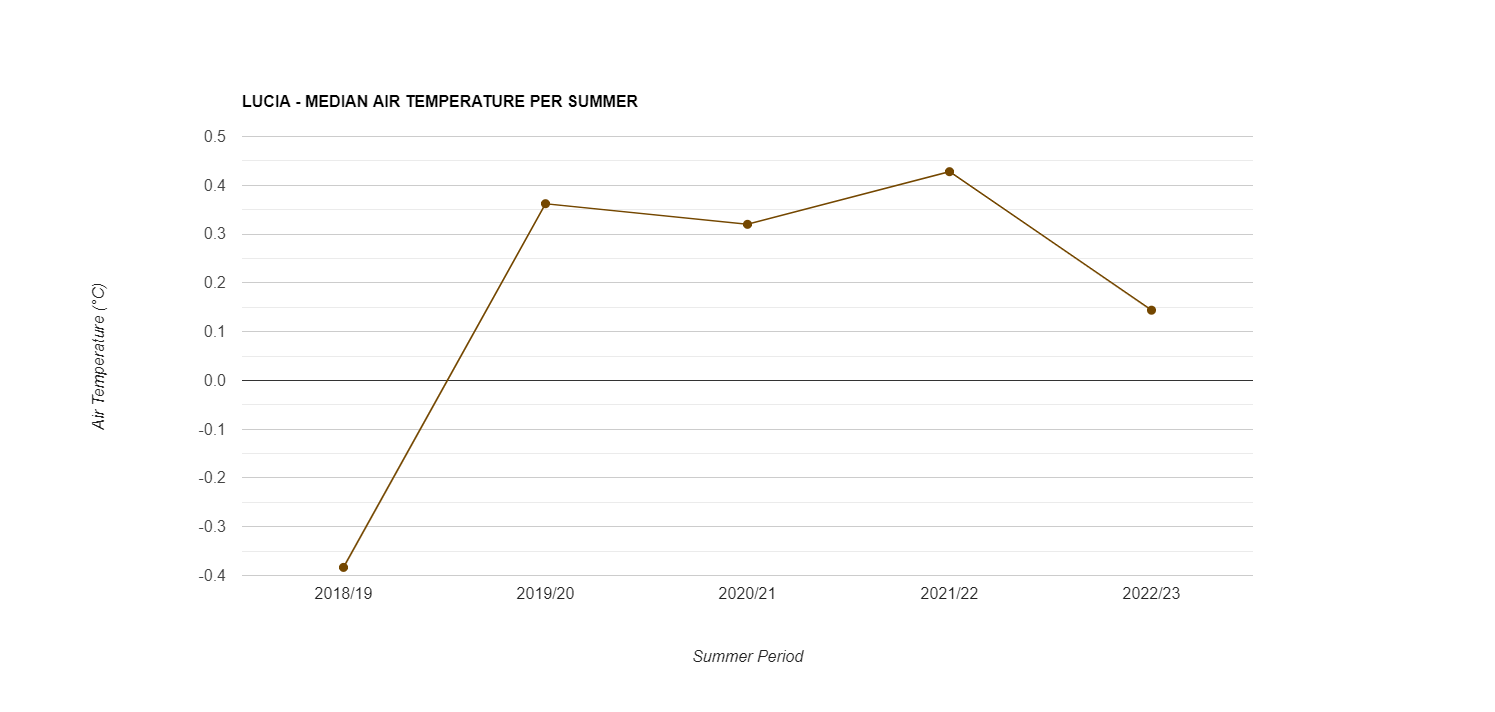 LUCIA - MEDIAN AIR TEMPERATURE PER SUMMER
0.5
0.4
0.3
0.2
0.1
0.0
-0.1
-0.2
-0.3
-0.4
Air Temperature (°C)
2018/19 2019/20 2020/21 2021/22 2022/23
Summer Period